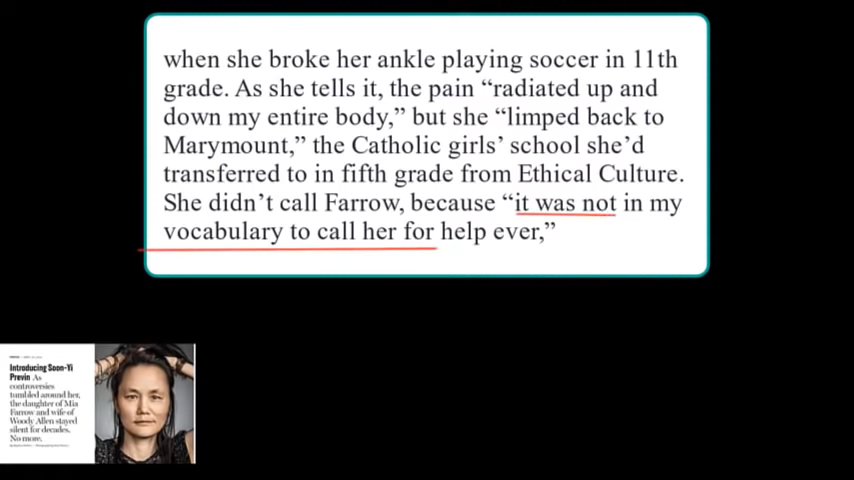 when she broke her ankle playing soccer in 11th
grade. As she tells it, the pain “radiated up and
down my entire body,” but she “limped back to
Marymount,” the Catholic girls’ school she’d
transferred to in fifth grade from Ethical Culture.
She didn’t call Farrow, because “it was not in my
vocabulary to call her for help ever,”
Introducing Soon-Yi
Previn As
controversies
tumbled around her,
the daughter of Mia
Farrow and wife of
Woody Allen stayed
silent for decades.
No more.